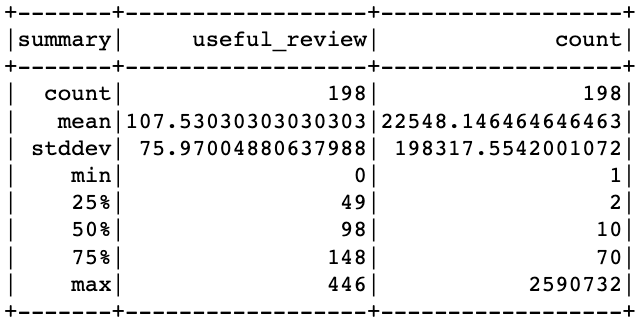 +-------+------------------+------------------+
|summary|     useful_review|             count|
+-------+------------------+------------------+
|  count|               198|               198|
|   mean|107.53030303030303|22548.146464646463|
| stddev| 75.97004880637988| 198317.5542001072|
|    min|                 0|                 1|
|    25%|                49|                 2|
|    50%|                98|                10|
|    75%|               148|                70|
|    max|               446|           2590732|
+-------+------------------+------------------+